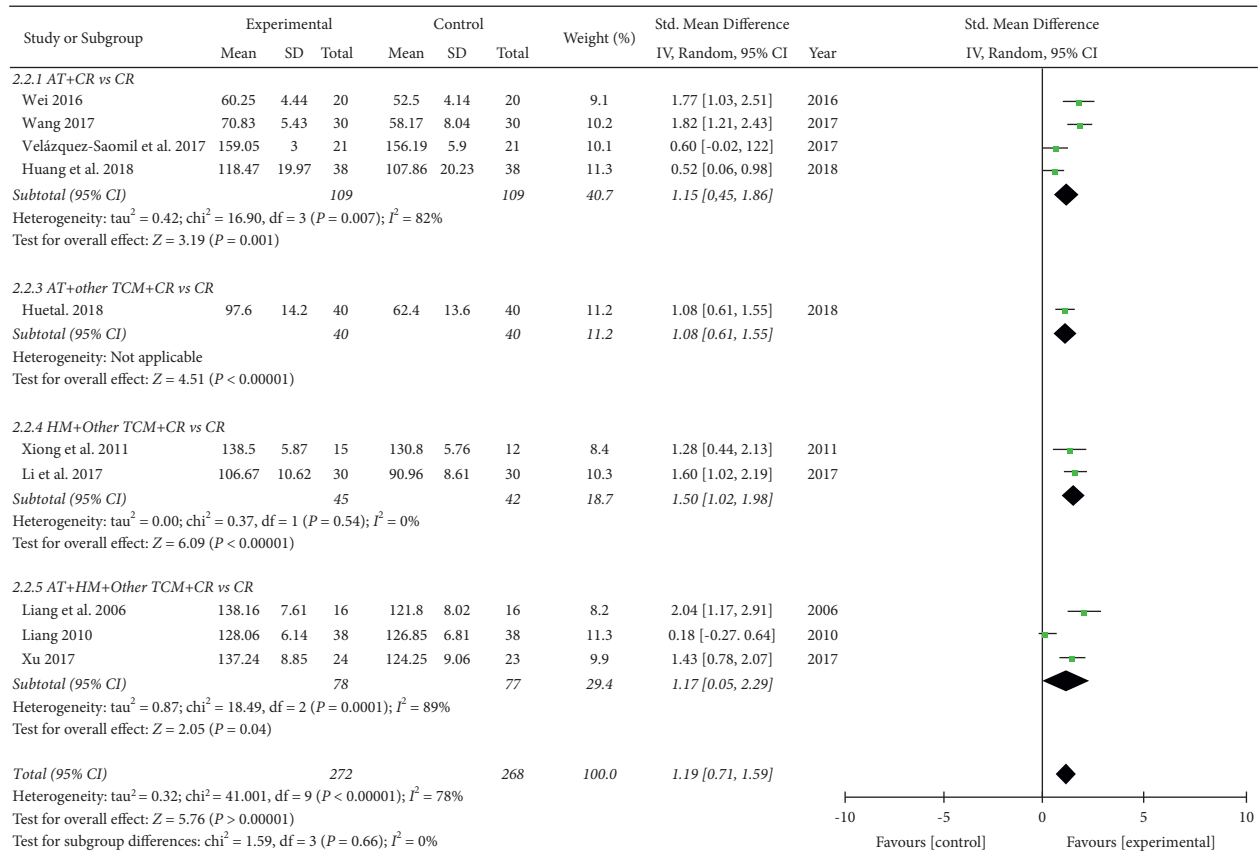 Study or Subgroup Experimental Control Weight (%) Std. Mean Difference Std. Mean Difference
Mean SD Total Mean SD Total IV, Random, 95% CI Year IV, Random, 95% CI
2.2.1 AT+CR vs CR
Wei 2016 60.25 4.44 20 52.5 4.14 20 9.1 1.77 [1.03, 2.51] 2016
Wang 2017 70.83 5.43 30 58.17 8.04 30 10.2 1.82 [1.21, 2.43] 2017
Velázquez-Saomil et al. 2017 159.05 3 21 156.19 5.9 21 10.1 0.60 [-0.02, 122] 2017
Huang et al. 2018 118.47 19.97 38 107.86 20.23 38 11.3 0.52 [0.06, 0.98] 2018
Subtotal (95% CI) 109 109 40.7 1.15 [0,45, 1.86]
Heterogeneity: tau² = 0.42; chi² = 16.90, df = 3 (P = 0.007); I² = 82%
Test for overall effect: Z = 3.19 (P = 0.001)
2.2.3 AT+other TCM+CR vs CR
Huetal. 2018 97.6 14.2 40 62.4 13.6 40 11.2 1.08 [0.61, 1.55] 2018
Subtotal (95% CI) 40 40 11.2 1.08 [0.61, 1.55]
Heterogeneity: Not applicable
Test for overall effect: Z = 4.51 (P < 0.00001)
2.2.4 HM+Other TCM+CR vs CR
Xiong et al. 2011 138.5 5.87 15 130.8 5.76 12 8.4 1.28 [0.44, 2.13] 2011
Li et al. 2017 106.67 10.62 30 90.96 8.61 30 10.3 1.60 [1.02, 2.19] 2017
Subtotal (95% CI) 45 42 18.7 1.50 [1.02, 1.98]
Heterogeneity: tau² = 0.00; chi² = 0.37, df = 1 (P = 0.54); I² = 0%
Test for overall effect: Z = 6.09 (P < 0.00001)
2.2.5 AT+HM+Other TCM+CR vs CR
Liang et al. 2006 138.16 7.61 16 121.8 8.02 16 8.2 2.04 [1.17, 2.91] 2006
Liang 2010 128.06 6.14 38 126.85 6.81 38 11.3 0.18 [-0.27. 0.64] 2010
Xu 2017 137.24 8.85 24 124.25 9.06 23 9.9 1.43 [0.78, 2.07] 2017
Subtotal (95% CI) 78 77 29.4 1.17 [0.05, 2.29]
Heterogeneity: tau² = 0.87; chi² = 18.49, df = 2 (P = 0.0001); I² = 89%
Test for overall effect: Z = 2.05 (P = 0.04)
Total (95% CI) 272 268 100.0 1.19 [0.71, 1.59]
Heterogeneity: tau² = 0.32; chi² = 41.001, df = 9 (P < 0.00001); I² = 78%
-10 -5 0 5 10
Test for overall effect: Z = 5.76 (P > 0.00001)
Test for subgroup differences: chi² = 1.59, df = 3 (P = 0.66); I² = 0%
Favours [control] Favours [experimental]